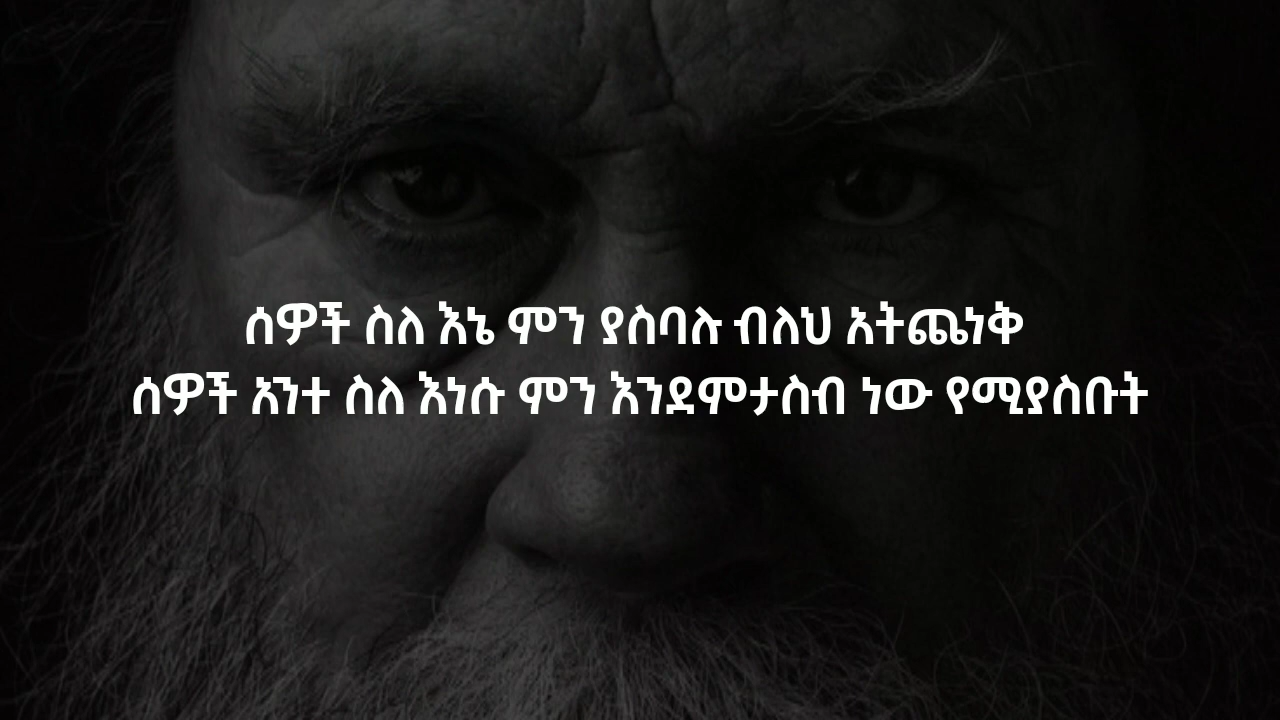 ሰዎች ስለ እኔ ምን ያስባሉ ብለህ አትጨነቅ
ሰዎች አንተ ስለ እነሱ ምን እንደምታስብ ነው የሚያስቡት